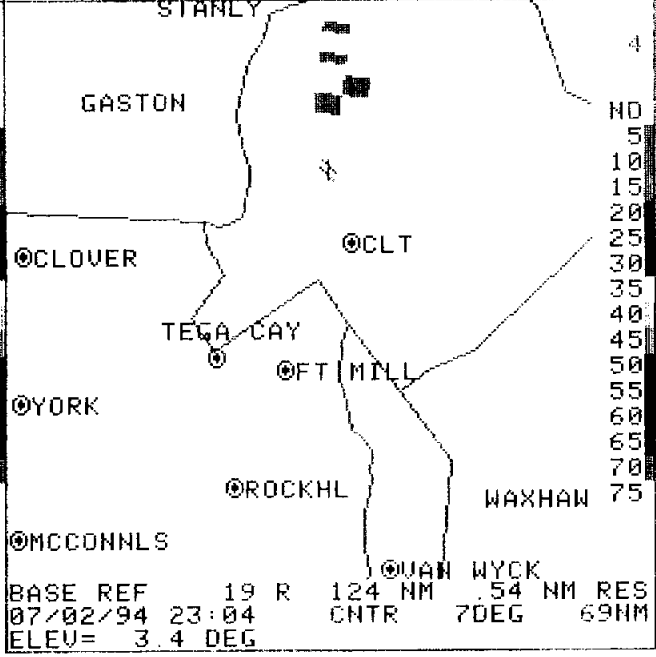 STANLY
4
GASTON
ND
5
10
15
20
25
30
35
40
45
50
55
60
65
70
75
CLT
CLOVER
TEGA CAY
FT MILL
YORK
ROCKHL
WAXHAW
MCCONNLS
VAN WYCK
BASE REF 19 R 124 NM .54 NM RES
07/02/94 23:04 CNTR 7DEG 69NM
ELEV= 3.4 DEG